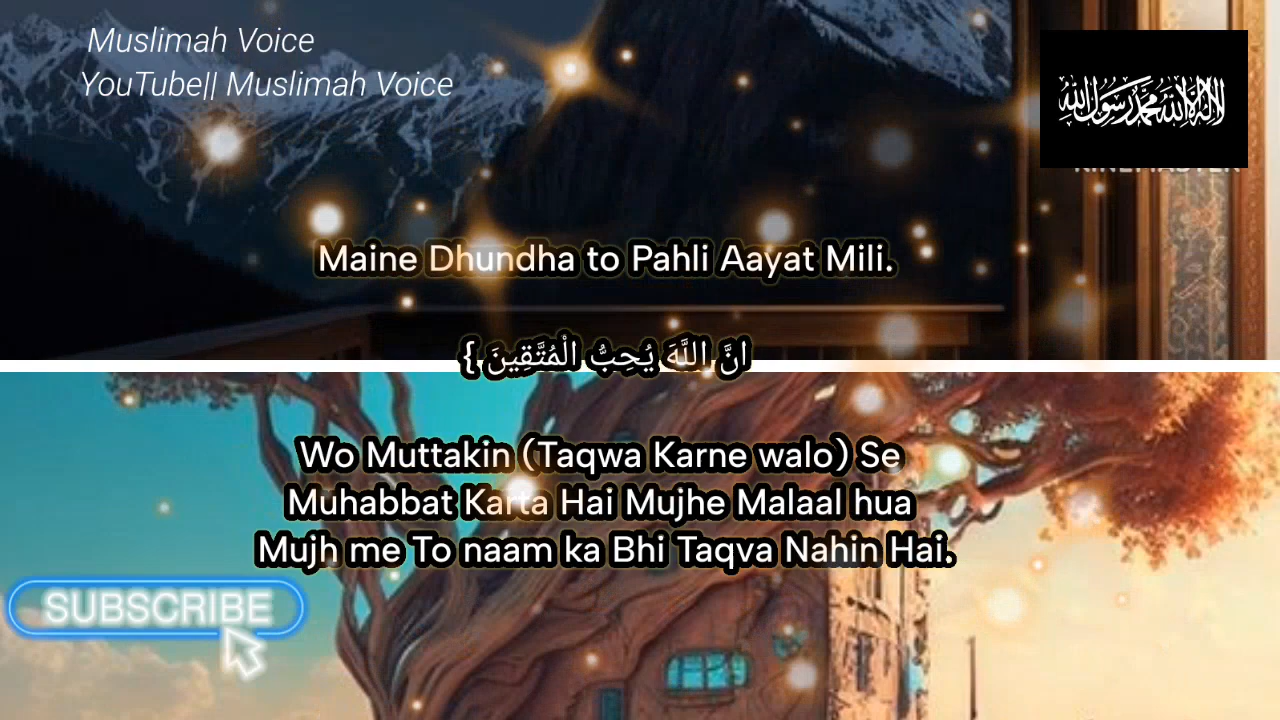 Muslimah Voice
YouTube|| Muslimah Voice
لا إله إلا الله محمد رسول الله
KINEMASTER
Maine Dhundha to Pahli Aayat Mili.
انَّ اللَّهَ يُحِبُّ الْمُتَّقِينَ }
Wo Muttakin (Taqwa Karne walo) Se
Muhabbat Karta Hai Mujhe Malaal hua
Mujh me To naam ka Bhi Taqva Nahin Hai.
SUBSCRIBE